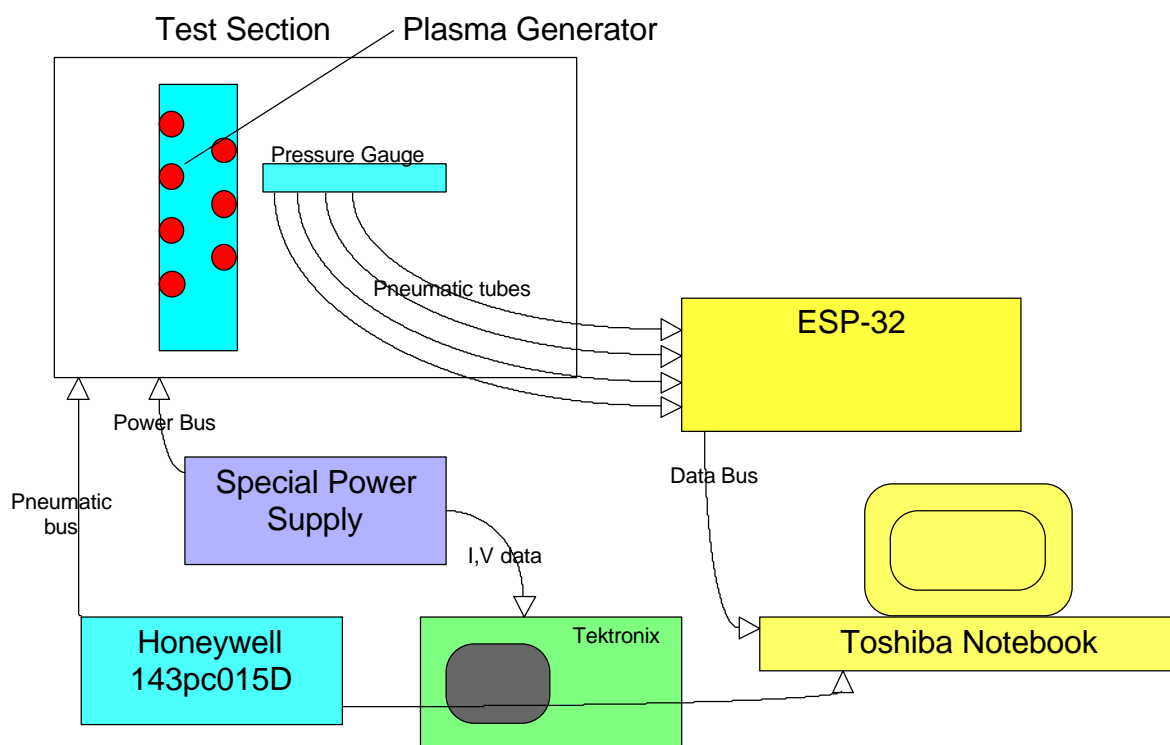 Test Section
Plasma Generator
Pressure Gauge
Pneumatic tubes
ESP-32
Power Bus
Special Power
Supply
Data Bus
Pneumatic
bus
I,V data
Honeywell
143pc015D
Tektronix
Toshiba Notebook